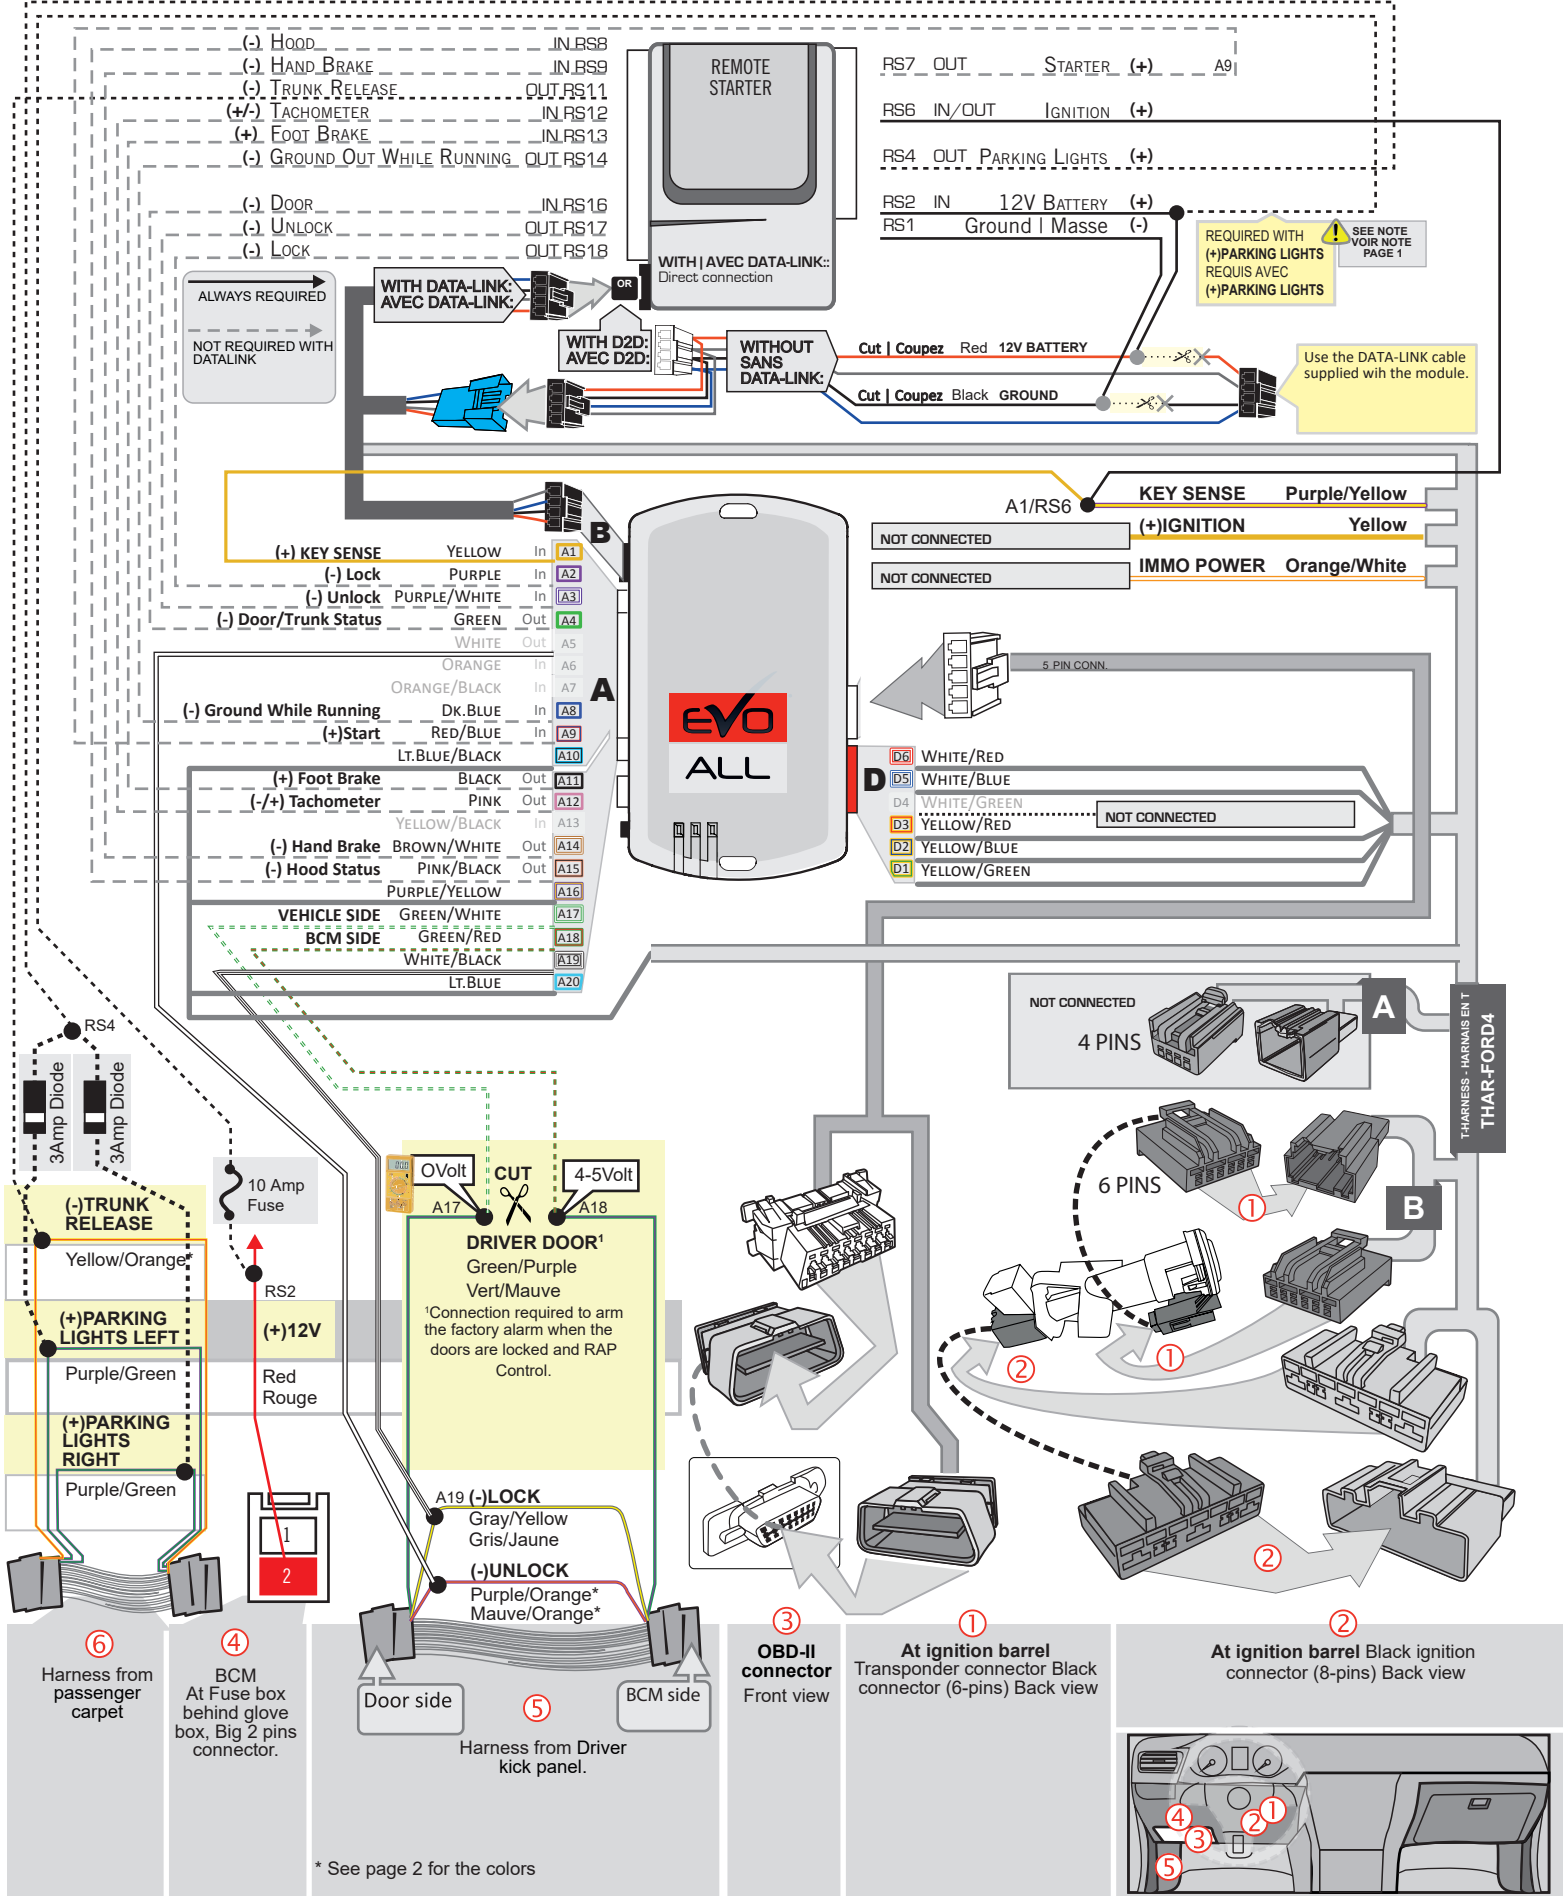 (-) HOOD IN RS8
(-) HAND BRAKE IN RS9
(-) TRUNK RELEASE OUT RS11
(+/-) TACHOMETER IN RS12
(+) FOOT BRAKE IN RS13
(-) GROUND OUT WHILE RUNNING OUT RS14
(-) DOOR IN RS16
(-) UNLOCK OUT RS17
(-) LOCK OUT RS18
REMOTE
STARTER
WITH | AVEC DATA-LINK::
Direct connection
RS7 OUT STARTER (+) A9
RS6 IN/OUT IGNITION (+)
RS4 OUT PARKING LIGHTS (+)
RS2 IN 12V BATTERY (+)
RS1 Ground | Masse (-)
REQUIRED WITH
(+)PARKING LIGHTS
REQUIS AVEC
(+)PARKING LIGHTS
SEE NOTE
VOIR NOTE
PAGE 1
ALWAYS REQUIRED
NOT REQUIRED WITH
DATALINK
WITH DATA-LINK:
AVEC DATA-LINK:
OR
WITH D2D:
AVEC D2D:
WITHOUT
SANS
DATA-LINK:
Cut | Coupez Red 12V BATTERY
Cut | Coupez Black GROUND
Use the DATA-LINK cable
supplied wih the module.
A1/RS6
KEY SENSE Purple/Yellow
NOT CONNECTED (+)IGNITION Yellow
NOT CONNECTED IMMO POWER Orange/White
B
A
D
(+) KEY SENSE YELLOW In A1
(-) Lock PURPLE In A2
(-) Unlock PURPLE/WHITE In A3
(-) Door/Trunk Status GREEN Out A4
WHITE Out A5
ORANGE In A6
ORANGE/BLACK In A7
(-) Ground While Running DK.BLUE In A8
(+)Start RED/BLUE In A9
LT.BLUE/BLACK A10
(+) Foot Brake BLACK Out A11
(-/+) Tachometer PINK Out A12
YELLOW/BLACK In A13
(-) Hand Brake BROWN/WHITE Out A14
(-) Hood Status PINK/BLACK Out A15
PURPLE/YELLOW A16
VEHICLE SIDE GREEN/WHITE A17
BCM SIDE GREEN/RED A18
WHITE/BLACK A19
LT.BLUE A20
EVO
ALL
5 PIN CONN.
D6 WHITE/RED
D5 WHITE/BLUE
D4 WHITE/GREEN
NOT CONNECTED
D3 YELLOW/RED
D2 YELLOW/BLUE
D1 YELLOW/GREEN
NOT CONNECTED
4 PINS
A
T-HARNESS - HARNAIS EN T
THAR-FORD4
6 PINS
B
1
1
2
2
RS4
3Amp Diode
3Amp Diode
10 Amp
Fuse
(-)TRUNK
RELEASE
Yellow/Orange*
(+)PARKING
LIGHTS LEFT
Purple/Green
(+)PARKING
LIGHTS
RIGHT
Purple/Green
RS2
(+)12V
Red
Rouge
1
2
0Volt
CUT
4-5Volt
A17
A18
DRIVER DOOR¹
Green/Purple
Vert/Mauve
¹Connection required to arm
the factory alarm when the
doors are locked and RAP
Control.
A19 (-)LOCK
Gray/Yellow
Gris/Jaune
(-)UNLOCK
Purple/Orange*
Mauve/Orange*
6
Harness from
passenger
carpet
4
BCM
At Fuse box
behind glove
box, Big 2 pins
connector.
Door side
BCM side
5
Harness from Driver
kick panel.
* See page 2 for the colors
3
OBD-II
connector
Front view
1
At ignition barrel
Transponder connector Black
connector (6-pins) Back view
2
At ignition barrel Black ignition
connector (8-pins) Back view
4
3
2
1
5